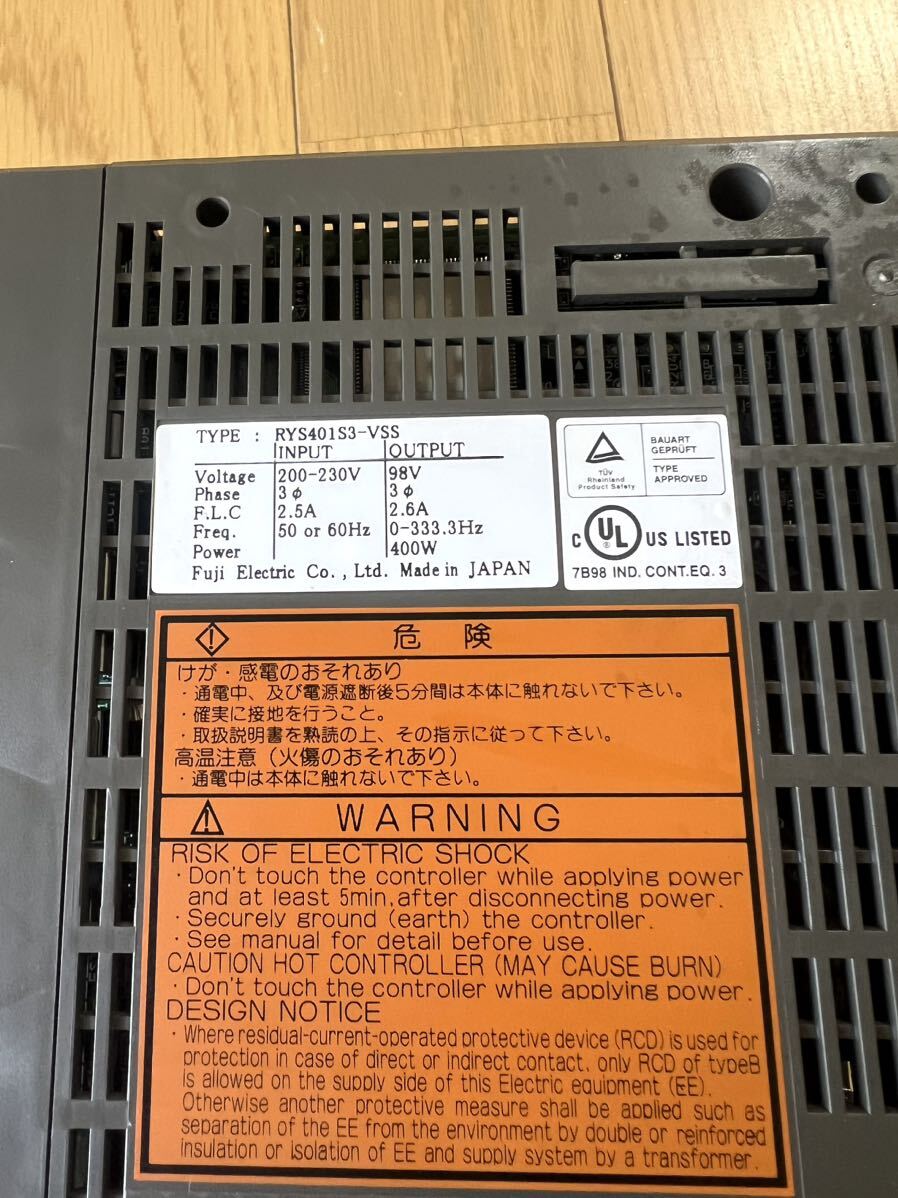 TYPE : RYS401S3-VSS
INPUT OUTPUT
Voltage 200-230V 98V
Phase 3φ 3φ
F.L.C 2.5A 2.6A
Freq. 50 or 60Hz 0-333.3Hz
Power 400W
Fuji Electric Co., Ltd. Made in JAPAN
TÜV
Rheinland
Product Safety
BAUART
GEPRÜFT
TYPE
APPROVED
C UL ® US LISTED
7B98 IND. CONT.EQ. 3
危 険
けが・感電のおそれあり
・通電中、及び電源遮断後5分間は本体に触れないで下さい。
・確実に接地を行うこと。
・取扱説明書を熟読の上、その指示に従って下さい。
高温注意（火傷のおそれあり）
・通電中は本体に触れないで下さい。
WARNING
RISK OF ELECTRIC SHOCK
・Don't touch the controller while applying power
and at least 5min,after disconnecting power.
・Securely ground (earth) the controller.
・See manual for detail before use.
CAUTION HOT CONTROLLER (MAY CAUSE BURN)
・Don't touch the controller while applying power.
DESIGN NOTICE
・Where residual-current-operated protective device (RCD) is used for
protection in case of direct or indirect contact, only RCD of typeB
is allowed on the supply side of this Electric equipment (EE).
Otherwise another protective measure shall be applied such as
separation of the EE from the environment by double or reinforced
insulation or isolation of EE and supply system by a transformer.